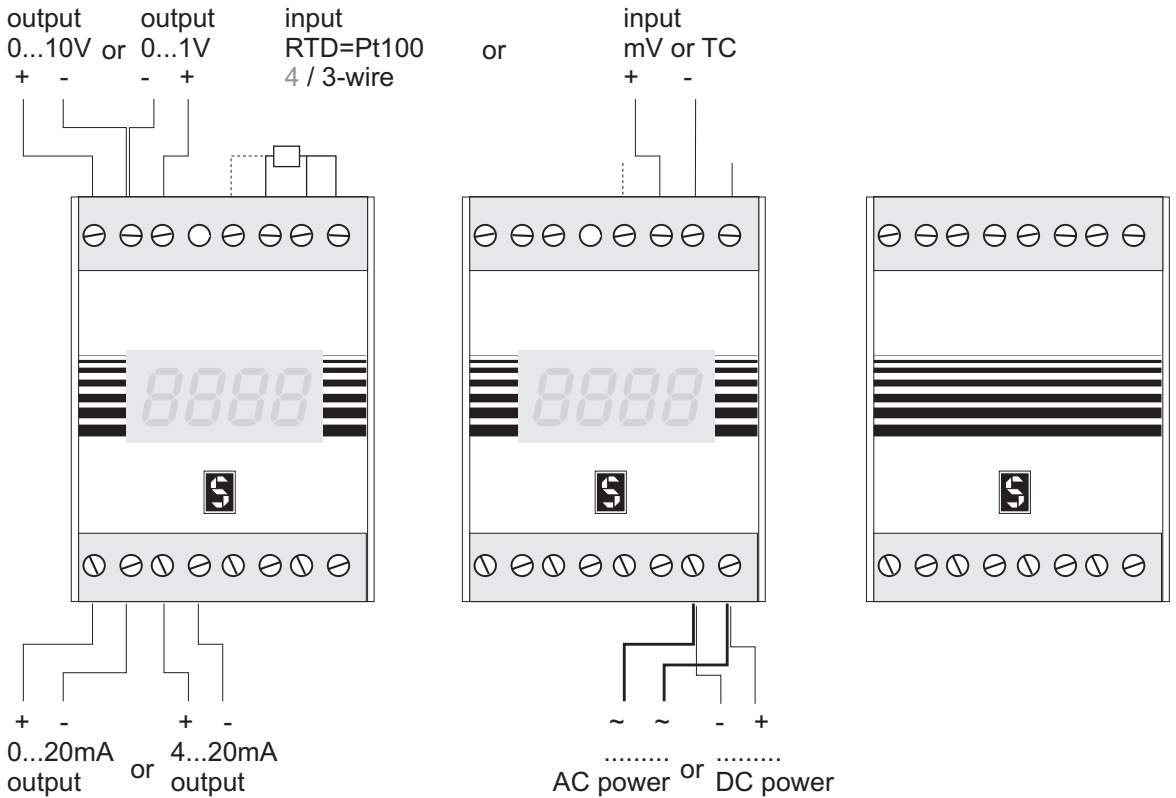 output output input input
0...10V or 0...1V RTD=Pt100 or mV or TC
+ - - + 4 / 3-wire + -
8888 8888
S S S
+ - + - ~ ~ - +
0...20mA or 4...20mA ......... or .........
output output AC power DC power